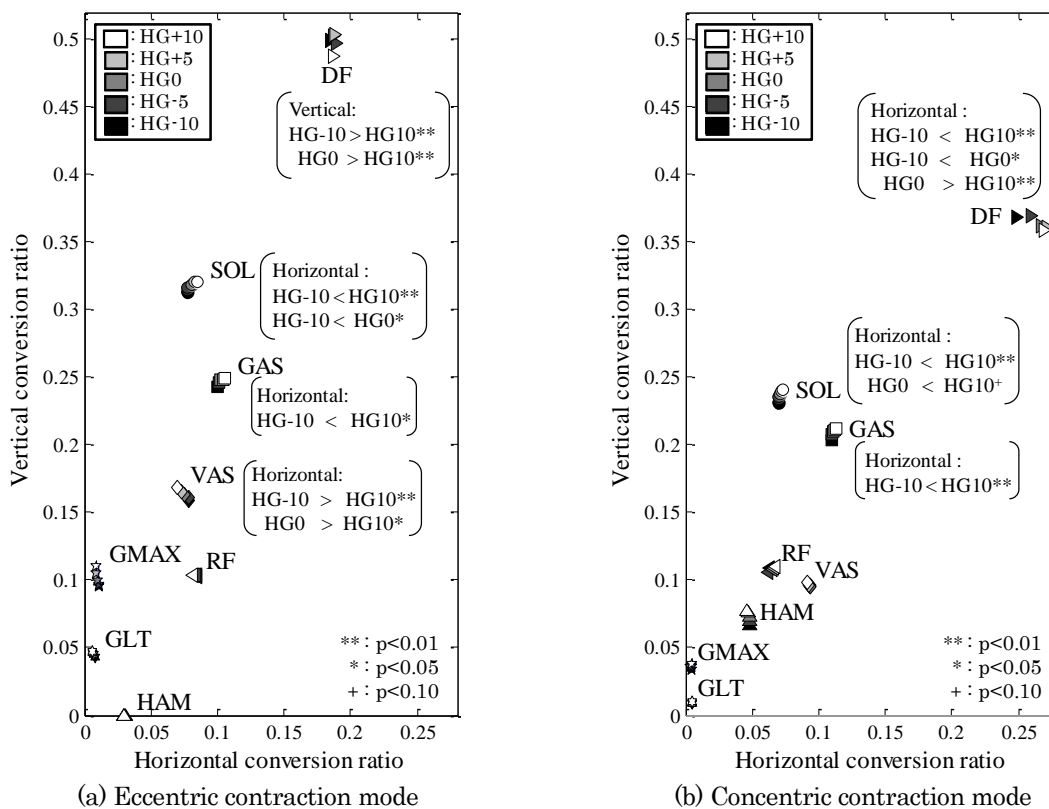 : HG+10
: HG+5
: HG0
: HG-5
: HG-10
DF
Vertical:
HG-10 > HG10**
HG0 > HG10**
SOL
Horizontal :
HG-10 < HG10**
HG-10 < HG0*
GAS
Horizontal:
HG-10 < HG10*
VAS
Horizontal:
HG-10 > HG10**
HG0 > HG10*
RF
GMAX
GLT
HAM
** : p<0.01
* : p<0.05
+ : p<0.10
0.5
0.45
0.4
0.35
0.3
0.25
0.2
0.15
0.1
0.05
0
0 0.05 0.1 0.15 0.2 0.25
Vertical conversion ratio
Horizontal conversion ratio
(a) Eccentric contraction mode
: HG+10
: HG+5
: HG0
: HG-5
: HG-10
Horizontal :
HG-10 < HG10**
HG-10 < HG0*
HG0 > HG10**
DF
Horizontal :
HG-10 < HG10**
HG0 < HG10+
SOL
GAS
Horizontal :
HG-10 < HG10**
RF
VAS
HAM
GMAX
GLT
** : p<0.01
* : p<0.05
+ : p<0.10
0.5
0.45
0.4
0.35
0.3
0.25
0.2
0.15
0.1
0.05
0
0 0.05 0.1 0.15 0.2 0.25
Vertical conversion ratio
Horizontal conversion ratio
(b) Concentric contraction mode